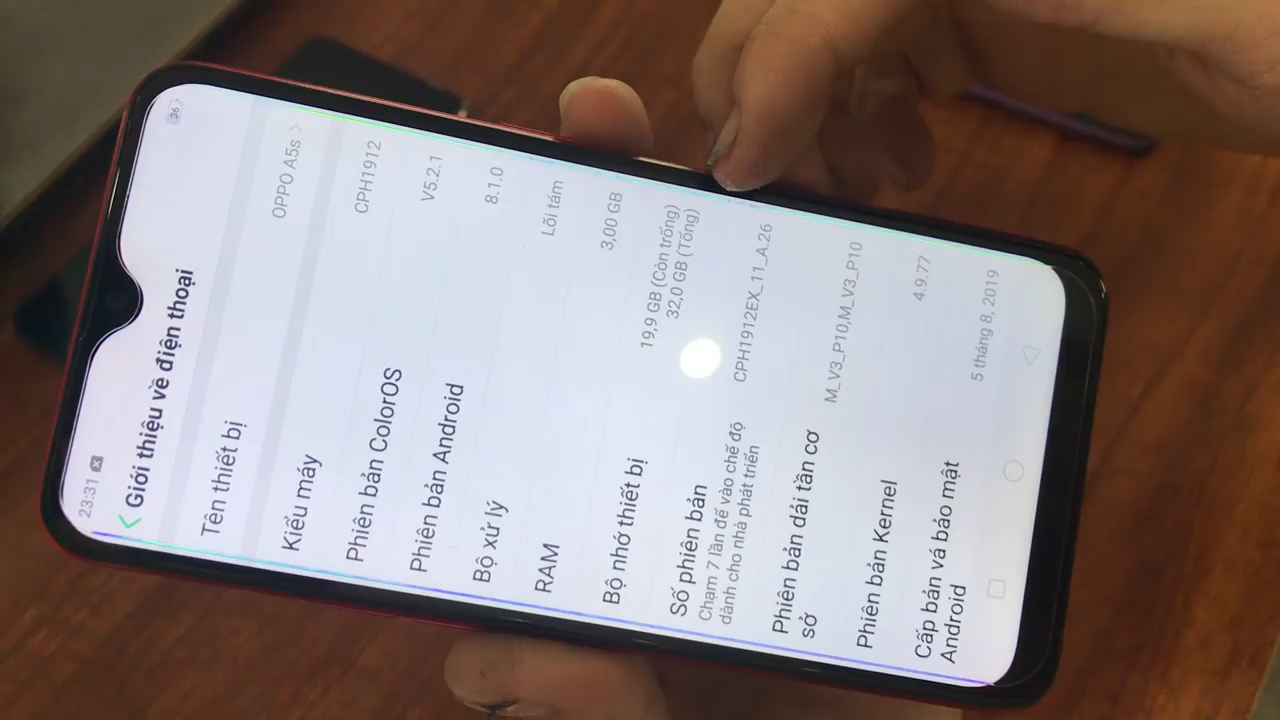 23:31
36
Giới thiệu về điện thoại
Tên thiết bị
OPPO A5s
Kiểu máy
CPH1912
Phiên bản ColorOS
V5.2.1
Phiên bản Android
8.1.0
Bộ xử lý
Lõi tám
RAM
3,00 GB
Bộ nhớ thiết bị
19,9 GB (Còn trống)
32,0 GB (Tổng)
Số phiên bản
Chạm 7 lần để vào chế độ
dành cho nhà phát triển
CPH1912EX_11_A.26
Phiên bản dải tần cơ
sở
M_V3_P10,M_V3_P10
Phiên bản Kernel
4.9.77
Cấp bản vá bảo mật
Android
5 tháng 8, 2019